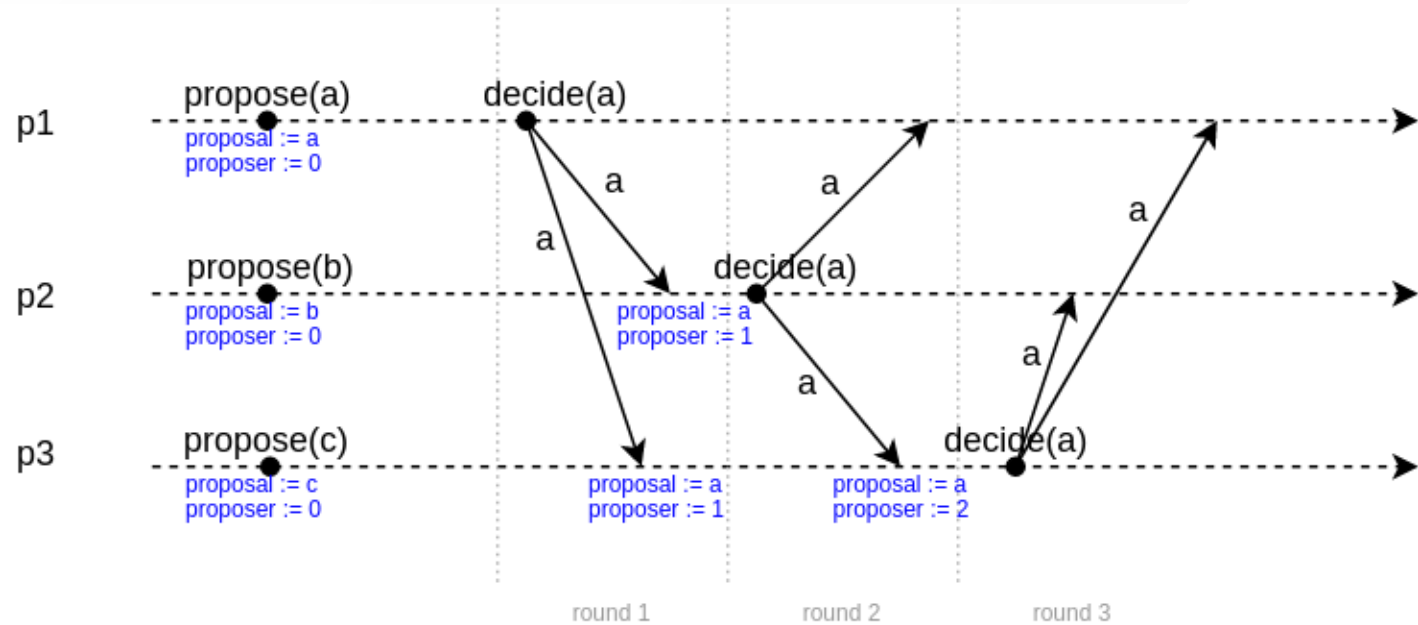 propose(a)
decide(a)
p1
proposal := a
proposer := 0
a
a
a
a
propose(b)
decide(a)
p2
proposal := b
proposer := 0
proposal := a
proposer := 1
a
a
propose(c)
decide(a)
p3
proposal := c
proposer := 0
proposal := a
proposer := 1
proposal := a
proposer := 2
round 1
round 2
round 3